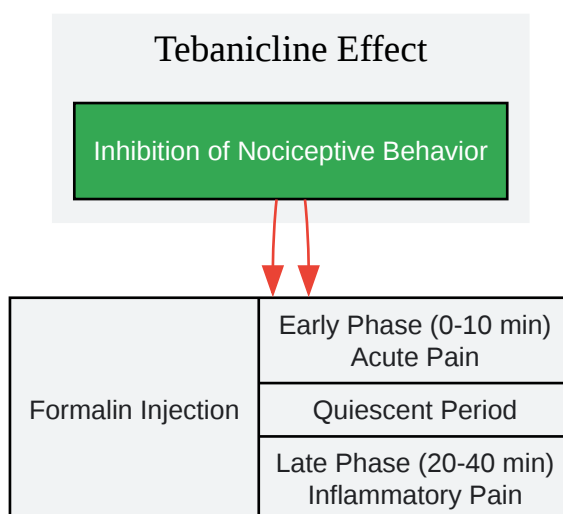 Tebanicline Effect
Inhibition of Nociceptive Behavior
Formalin Injection
Early Phase (0-10 min)
Acute Pain
Quiescent Period
Late Phase (20-40 min)
Inflammatory Pain